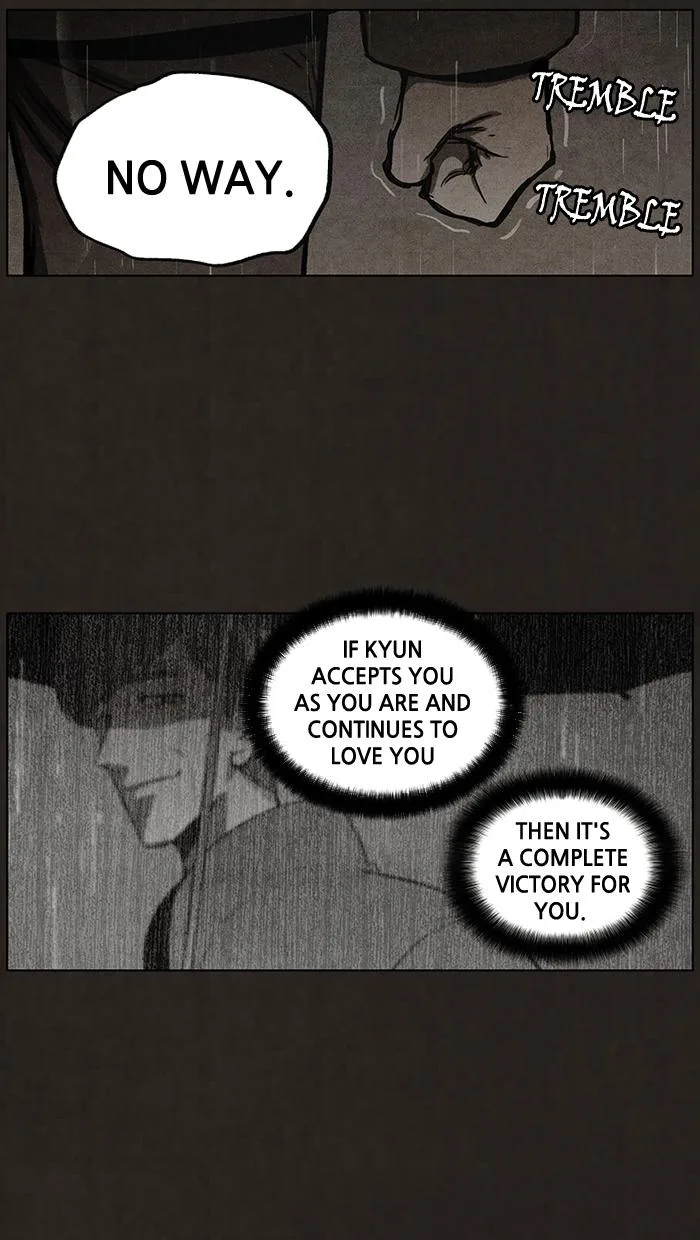 NO WAY.
TREMBLE
TREMBLE
IF KYUN
ACCEPTS YOU
AS YOU ARE AND
CONTINUES TO
LOVE YOU
THEN IT'S
A COMPLETE
VICTORY FOR
YOU.